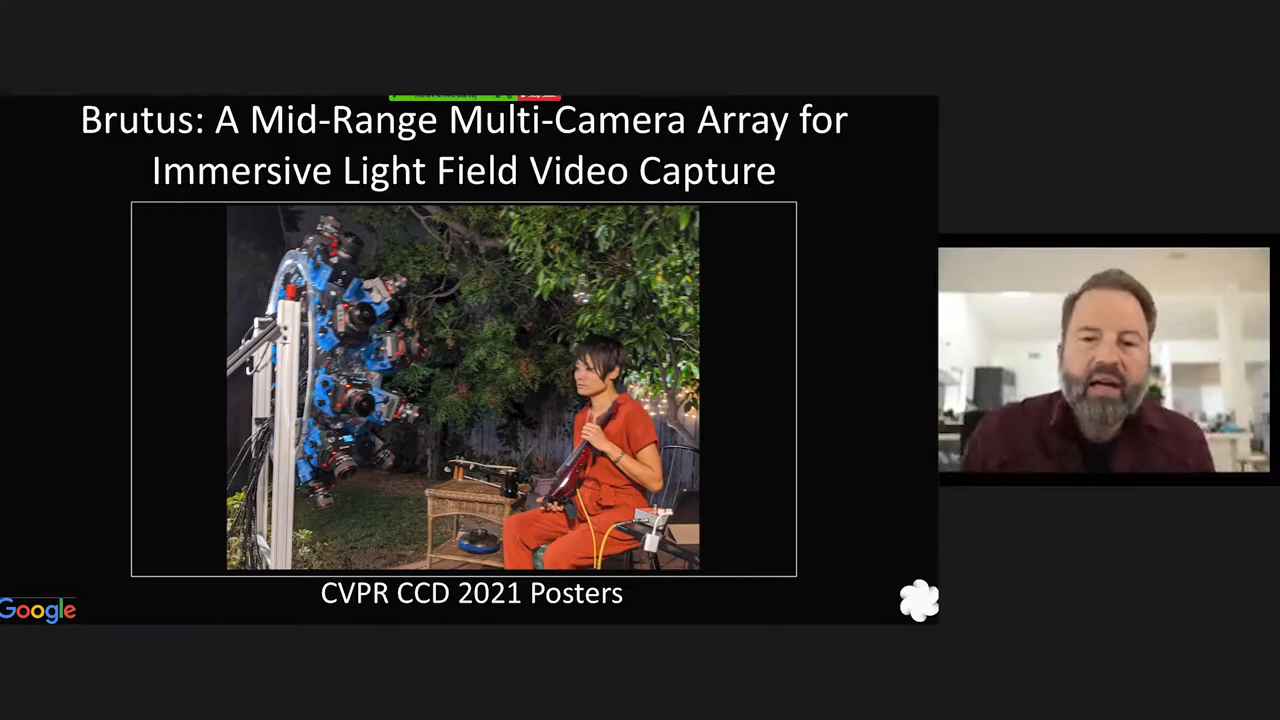 Brutus: A Mid-Range Multi-Camera Array for
Immersive Light Field Video Capture
CVPR CCD 2021 Posters
Google